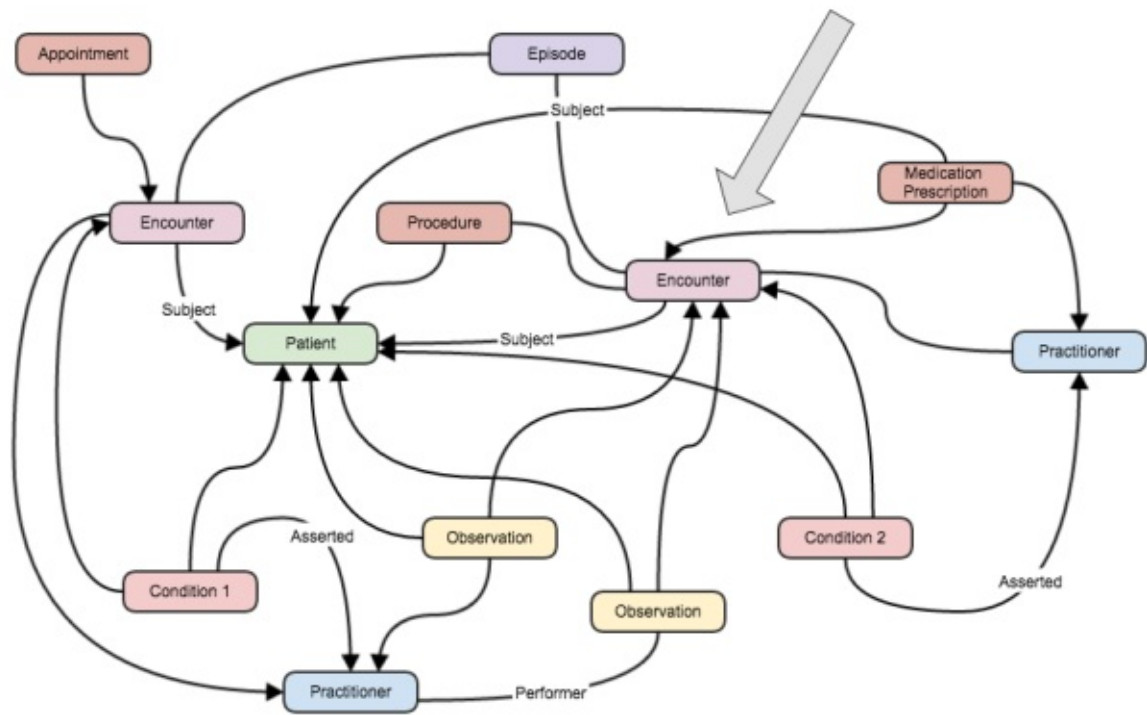 Appointment
Episode
Subject
Medication
Prescription
Encounter
Procedure
Encounter
Subject
Patient
Subject
Practitioner
Asserted
Observation
Condition 2
Condition 1
Asserted
Observation
Practitioner
Performer